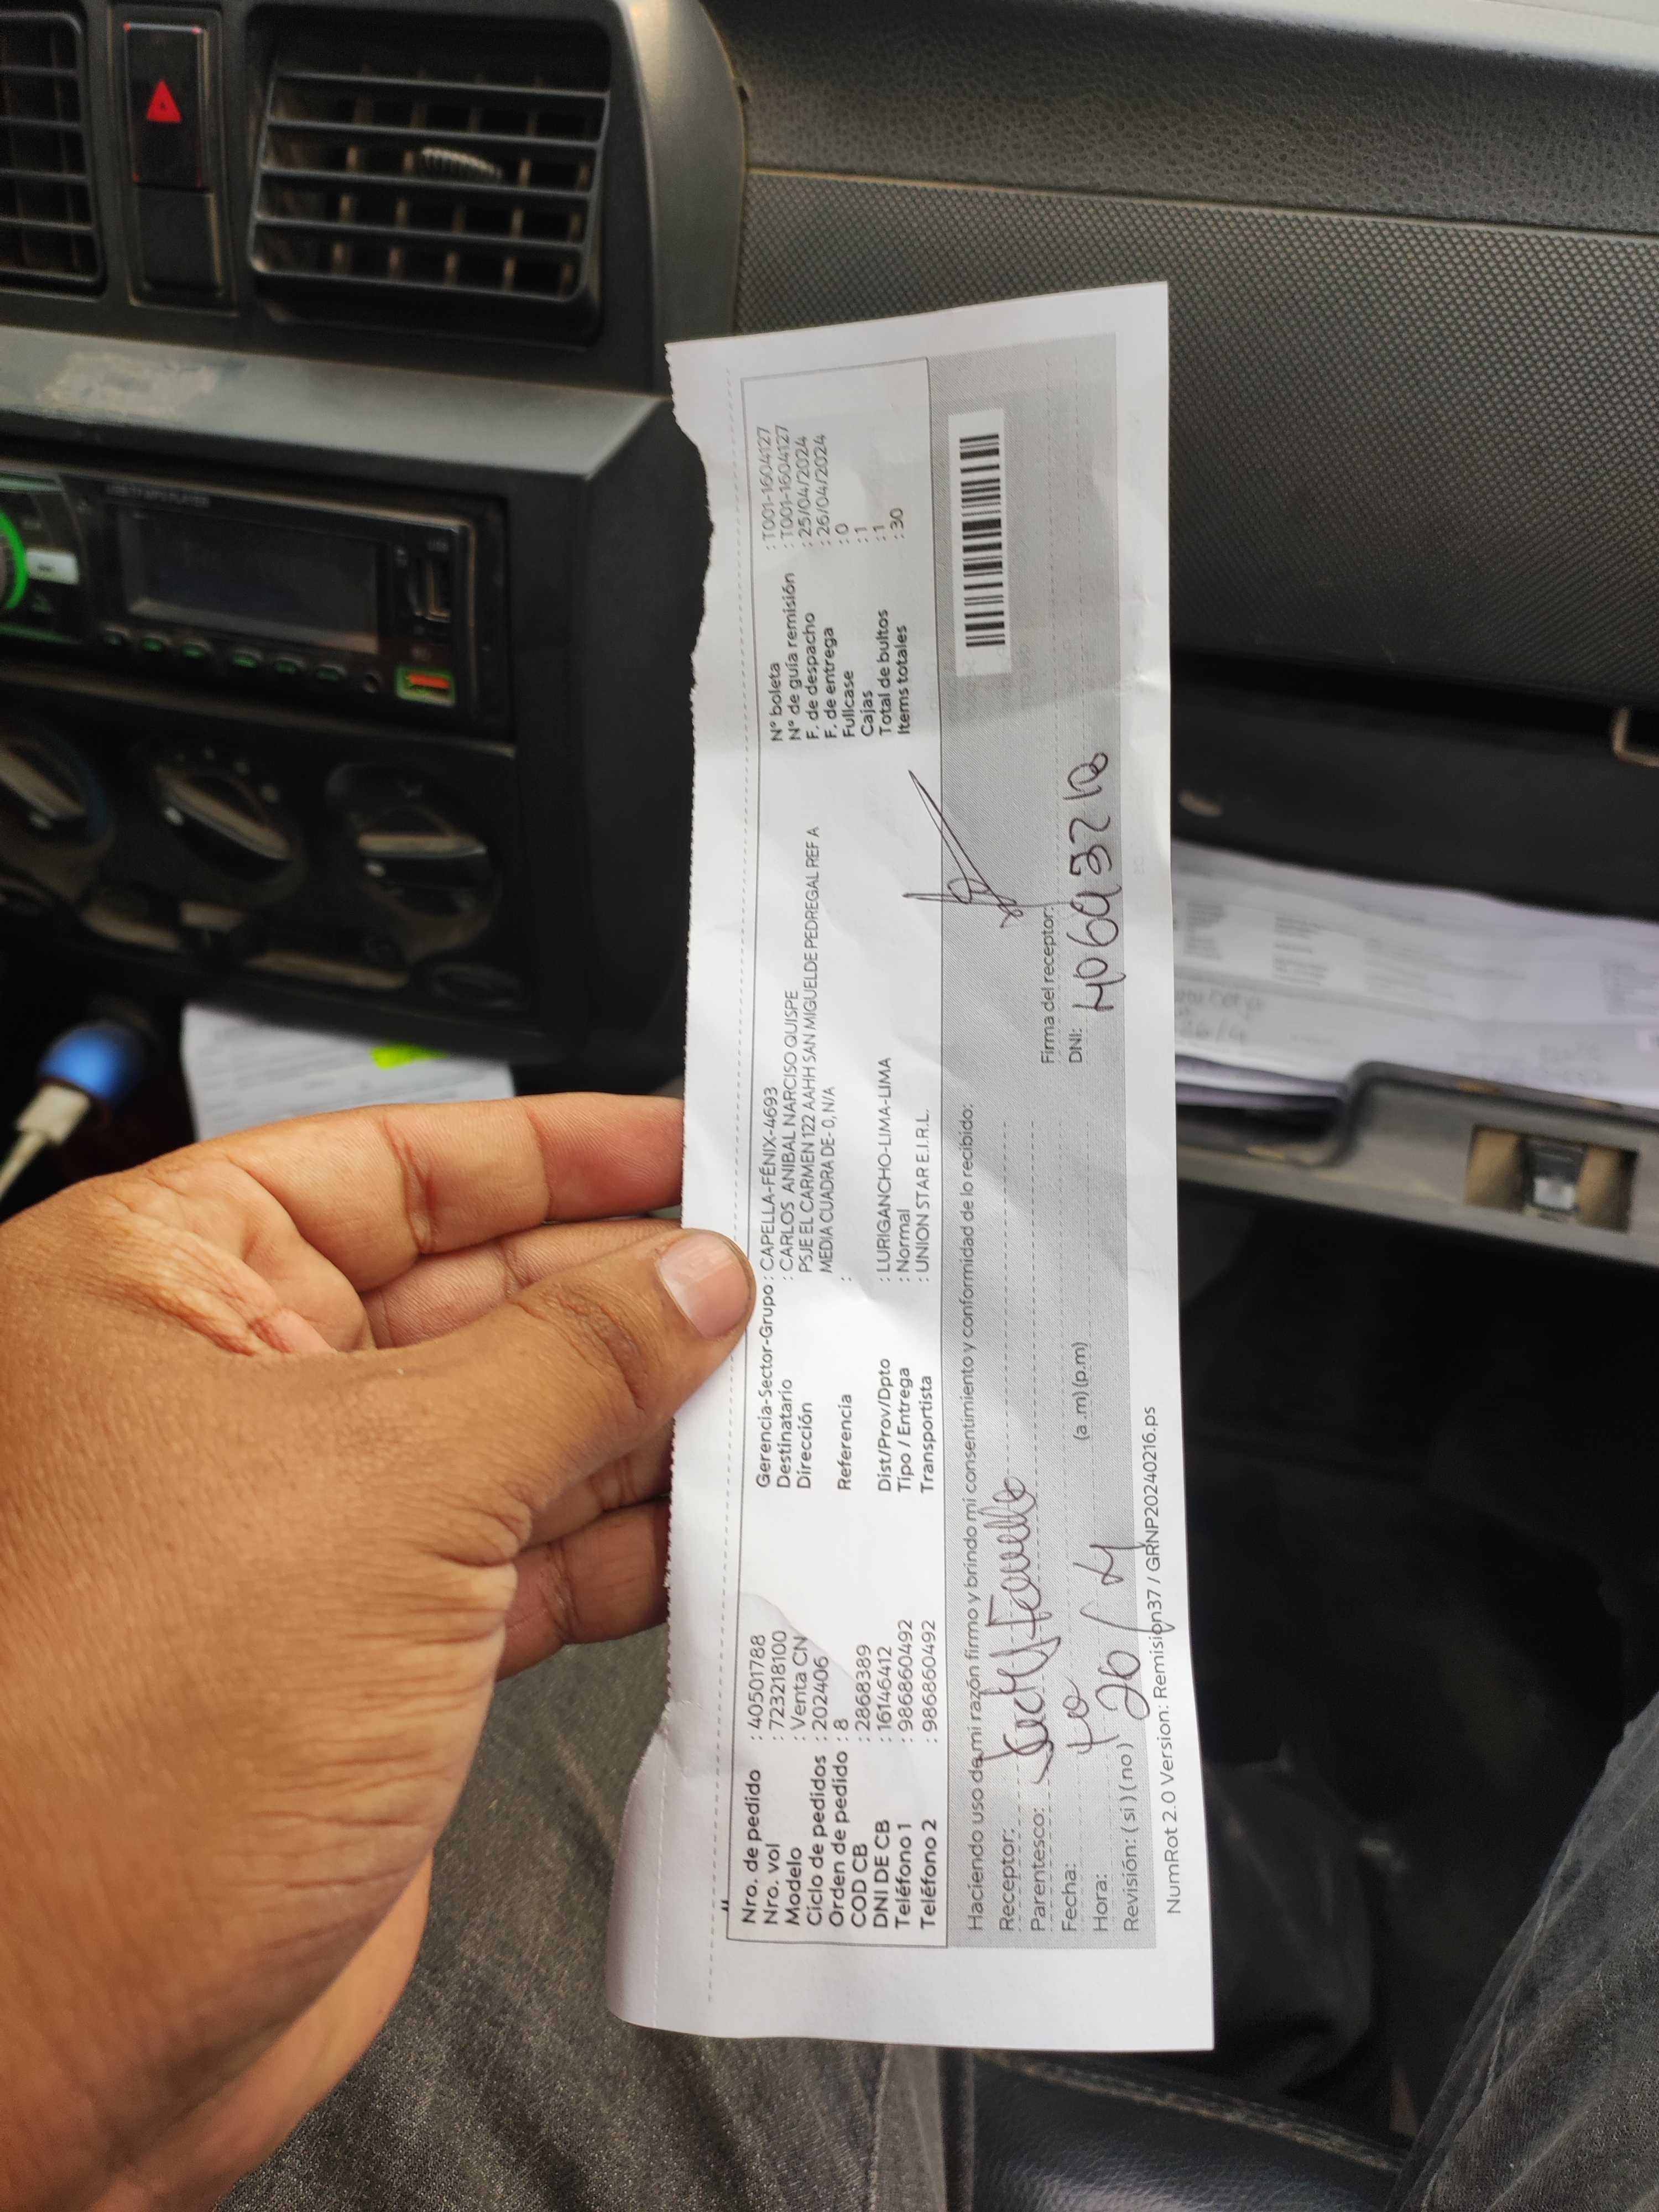 Nro. de pedido : 40501788
Nro. vol : 723218100
Modelo : Venta CN
Ciclo de pedidos : 202406
Orden de pedido : 8
COD CB : 2868389
DNI DE CB : 16146412
Teléfono 1 : 986860492
Teléfono 2 : 986860492
Gerencia-Sector-Grupo : CAPELLA-FÉNIX-4693
Destinatario : CARLOS ANIBAL NARCISO QUISPE
Dirección PSJE EL CARMEN 122 AAHH SAN MIGUELDE PEDREGAL REF A
MEDIA CUADRA DE- 0, N/A
Referencia :
Dist/Prov/Dpto : LURIGANCHO-LIMA-LIMA
Tipo / Entrega : Normal
Transportista : UNION STAR E.I.R.L.
N° boleta : T001-1604127
N° de guía remisión : T001-1604127
F. de despacho : 25/04/2024
F. de entrega : 26/04/2024
Fullcase : 0
Cajas : 1
Total de bultos : 1
Items totales : 30
Haciendo uso de mi razón firmo y brindo mi consentimiento y conformidad de lo recibido:
Receptor:
Parentesco:
Fecha:
Hora: 26/4 (a .m) (p.m)
Revisión: ( si ) ( no )
Firma del receptor:
DNI:
NumRot 2.0 Version: Remision37 / GRNP20240216.ps